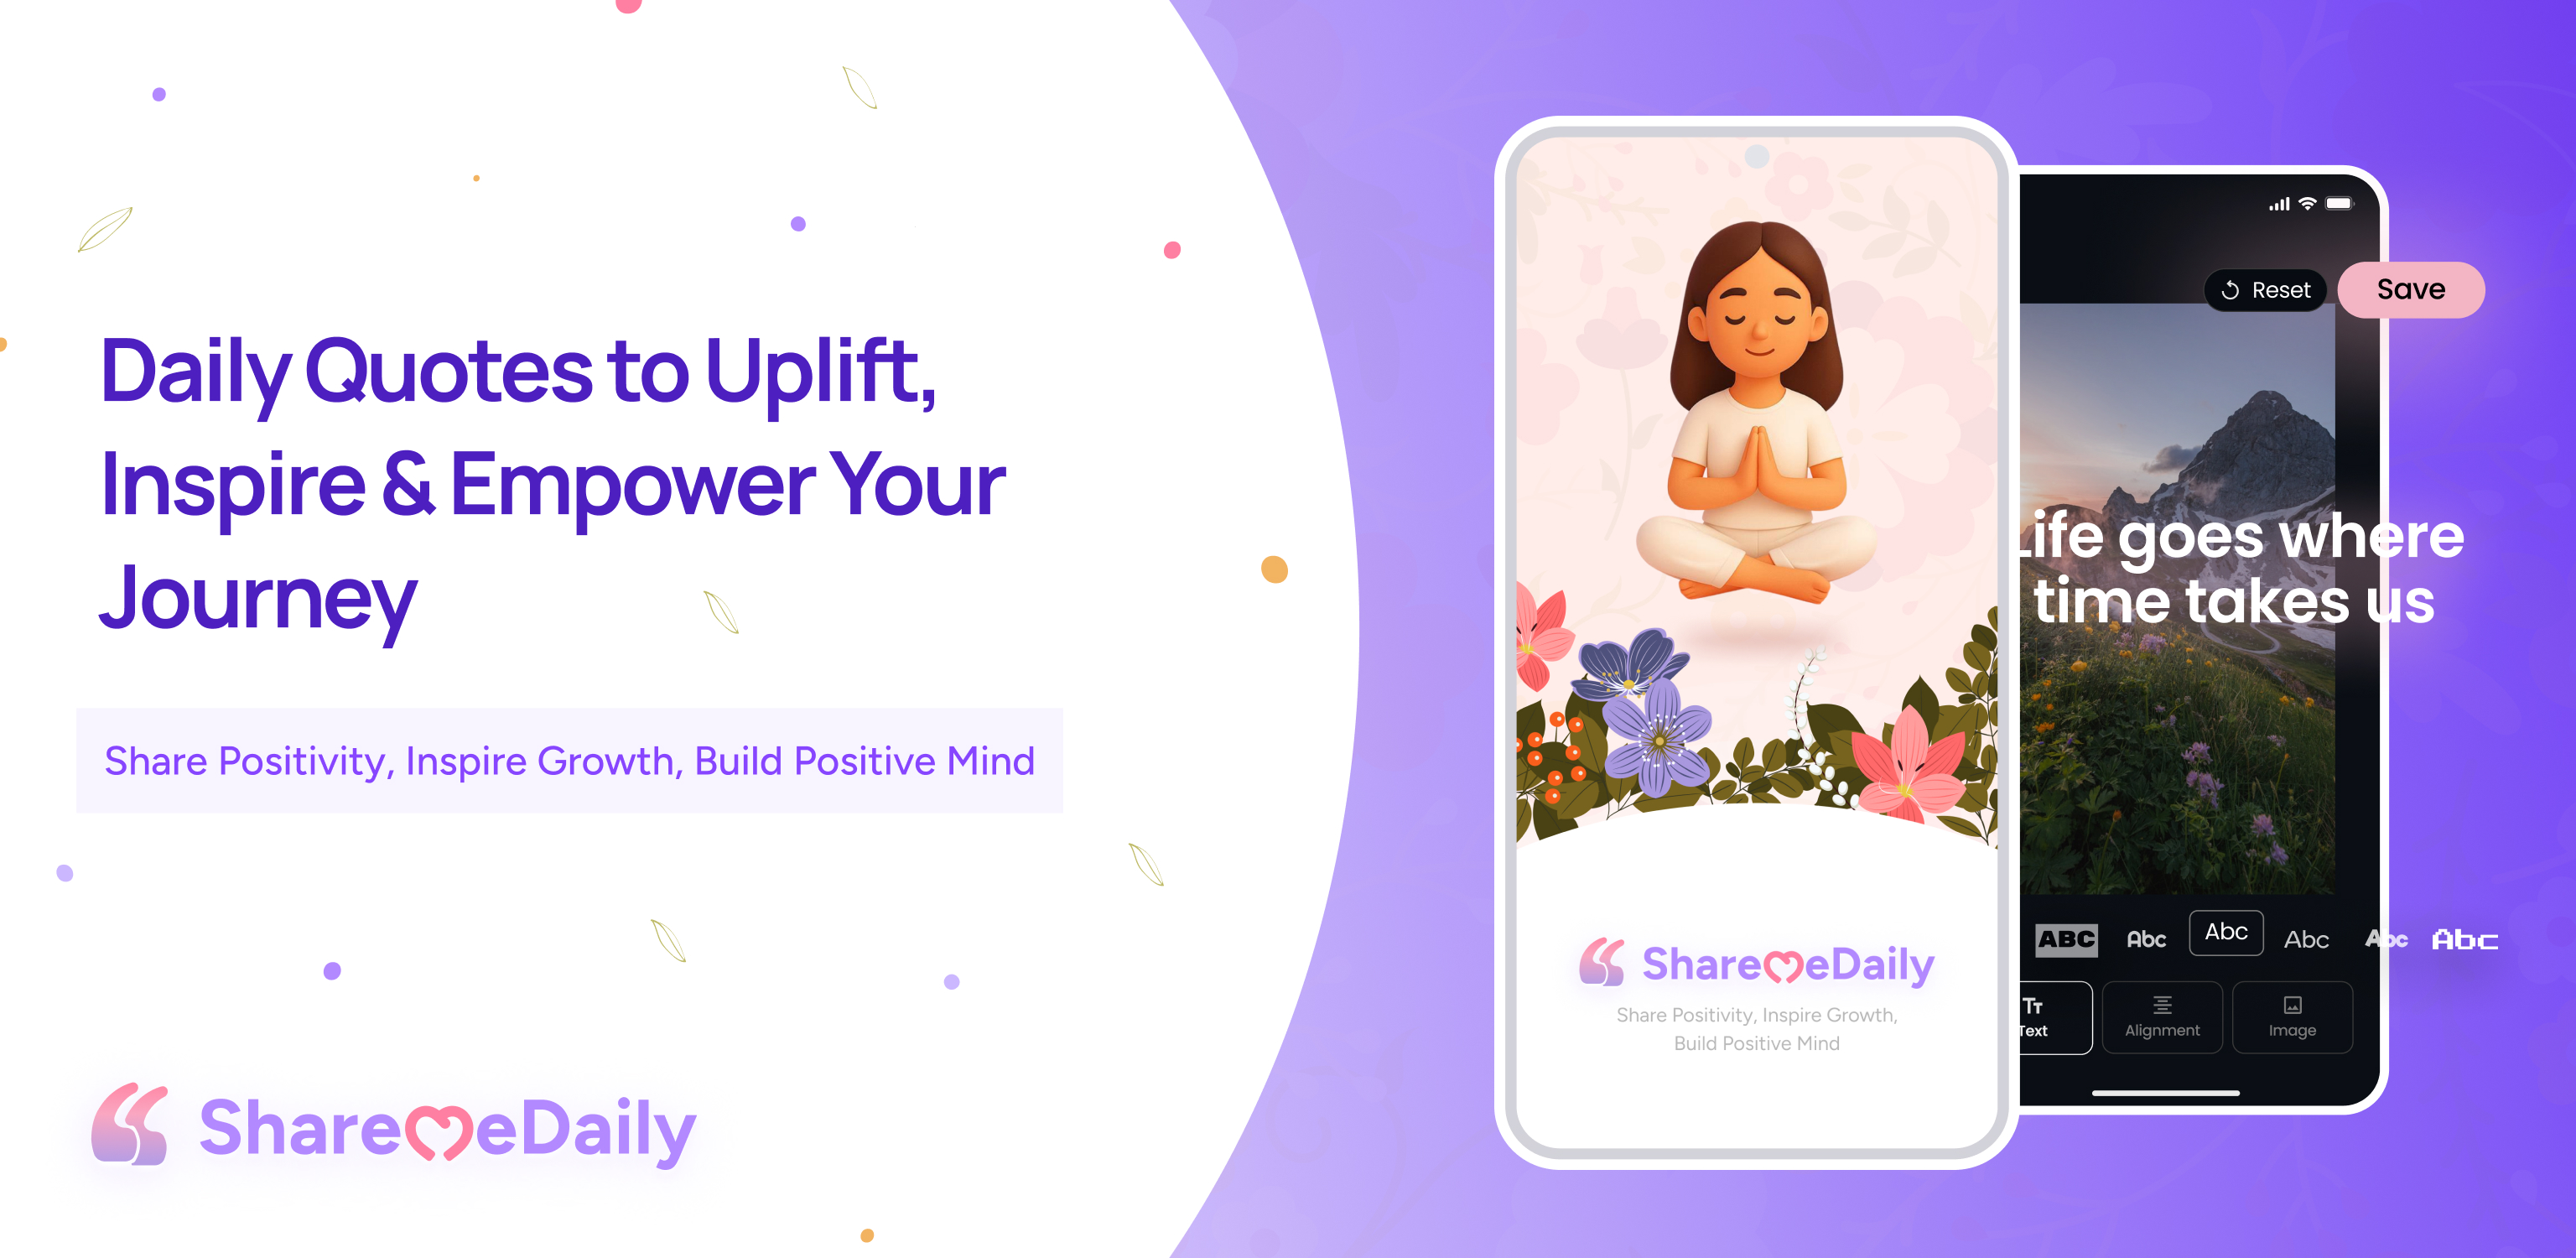 Daily Quotes to Uplift,
Inspire & Empower Your
Journey
Share Positivity, Inspire Growth, Build Positive Mind
ShareMeDaily
ShareMeDaily
Share Positivity, Inspire Growth,
Build Positive Mind
Reset
Save
Life goes where
time takes us
ABC Abc Abc Abc Abc Abc
Text Alignment Image